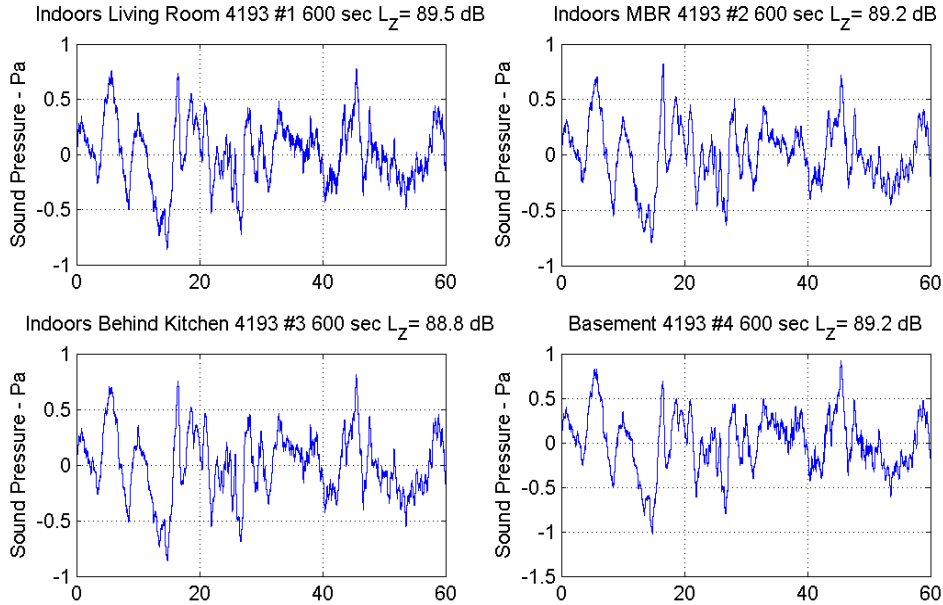 Indoors Living Room 4193 #1 600 sec Lz= 89.5 dB
Sound Pressure - Pa
1
0.5
0
-0.5
-1
0 20 40 60
Indoors MBR 4193 #2 600 sec Lz= 89.2 dB
Sound Pressure - Pa
1
0.5
0
-0.5
-1
0 20 40 60
Indoors Behind Kitchen 4193 #3 600 sec Lz= 88.8 dB
Sound Pressure - Pa
1
0.5
0
-0.5
-1
0 20 40 60
Basement 4193 #4 600 sec Lz= 89.2 dB
Sound Pressure - Pa
1
0.5
0
-0.5
-1
-1.5
0 20 40 60